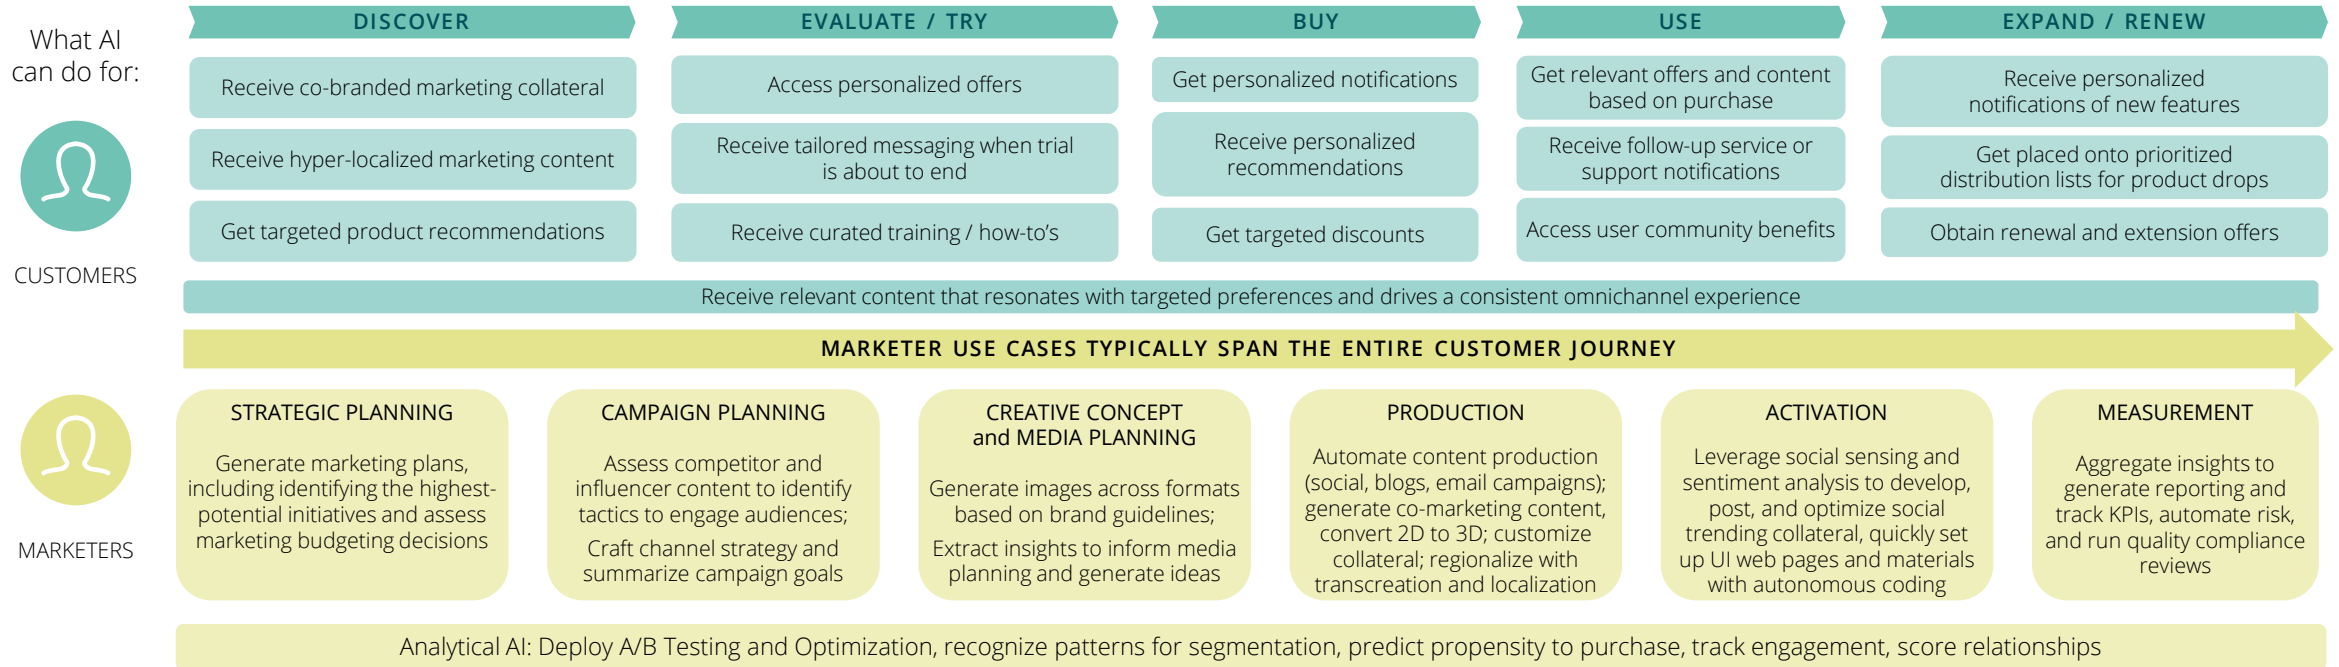 What AI
can do for:
CUSTOMERS
DISCOVER
Receive co-branded marketing collateral
Receive hyper-localized marketing content
Get targeted product recommendations
EVALUATE / TRY
Access personalized offers
Receive tailored messaging when trial
is about to end
Receive curated training / how-to’s
BUY
Get personalized notifications
Receive personalized
recommendations
Get targeted discounts
USE
Get relevant offers and content
based on purchase
Receive follow-up service or
support notifications
Access user community benefits
EXPAND / RENEW
Receive personalized
notifications of new features
Get placed onto prioritized
distribution lists for product drops
Obtain renewal and extension offers
Receive relevant content that resonates with targeted preferences and drives a consistent omnichannel experience
MARKETER USE CASES TYPICALLY SPAN THE ENTIRE CUSTOMER JOURNEY
MARKETERS
STRATEGIC PLANNING
Generate marketing plans,
including identifying the highest-
potential initiatives and assess
marketing budgeting decisions
CAMPAIGN PLANNING
Assess competitor and
influencer content to identify
tactics to engage audiences;
Craft channel strategy and
summarize campaign goals
CREATIVE CONCEPT
and MEDIA PLANNING
Generate images across formats
based on brand guidelines;
Extract insights to inform media
planning and generate ideas
PRODUCTION
Automate content production
(social, blogs, email campaigns);
generate co-marketing content,
convert 2D to 3D; customize
collateral; regionalize with
transcreation and localization
ACTIVATION
Leverage social sensing and
sentiment analysis to develop,
post, and optimize social
trending collateral, quickly set
up UI web pages and materials
with autonomous coding
MEASUREMENT
Aggregate insights to
generate reporting and
track KPIs, automate risk,
and run quality compliance
reviews
Analytical AI: Deploy A/B Testing and Optimization, recognize patterns for segmentation, predict propensity to purchase, track engagement, score relationships